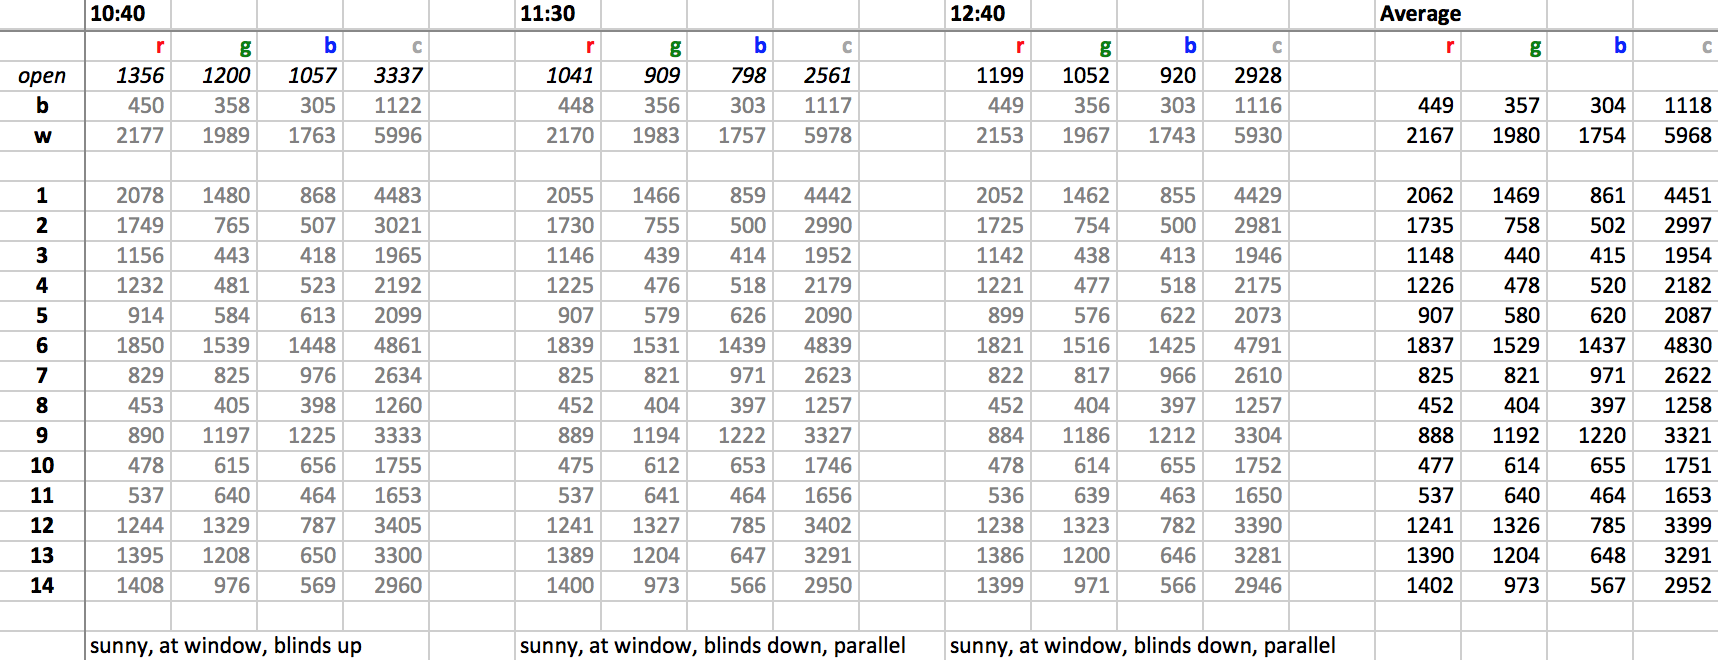 10:40 11:30 12:40 Average
r g b c r g b c r g b c r g b c
open 1356 1200 1057 3337 1041 909 798 2561 1199 1052 920 2928
b 450 358 305 1122 448 356 303 1117 449 356 303 1116 449 357 304 1118
w 2177 1989 1763 5996 2170 1983 1757 5978 2153 1967 1743 5930 2167 1980 1754 5968
1 2078 1480 868 4483 2055 1466 859 4442 2052 1462 855 4429 2062 1469 861 4451
2 1749 765 507 3021 1730 755 500 2990 1725 754 500 2981 1735 758 502 2997
3 1156 443 418 1965 1146 439 414 1952 1142 438 413 1946 1148 440 415 1954
4 1232 481 523 2192 1225 476 518 2179 1221 477 518 2175 1226 478 520 2182
5 914 584 613 2099 907 579 626 2090 899 576 622 2073 907 580 620 2087
6 1850 1539 1448 4861 1839 1531 1439 4839 1821 1516 1425 4791 1837 1529 1437 4830
7 829 825 976 2634 825 821 971 2623 822 817 966 2610 825 821 971 2622
8 453 405 398 1260 452 404 397 1257 452 404 397 1257 452 404 397 1258
9 890 1197 1225 3333 889 1194 1222 3327 884 1186 1212 3304 888 1192 1220 3321
10 478 615 656 1755 475 612 653 1746 478 614 655 1752 477 614 655 1751
11 537 640 464 1653 537 641 464 1656 536 639 463 1650 537 640 464 1653
12 1244 1329 787 3405 1241 1327 785 3402 1238 1323 782 3390 1241 1326 785 3399
13 1395 1208 650 3300 1389 1204 647 3291 1386 1200 646 3281 1390 1204 648 3291
14 1408 976 569 2960 1400 973 566 2950 1399 971 566 2946 1402 973 567 2952
sunny, at window, blinds up sunny, at window, blinds down, parallel sunny, at window, blinds down, parallel